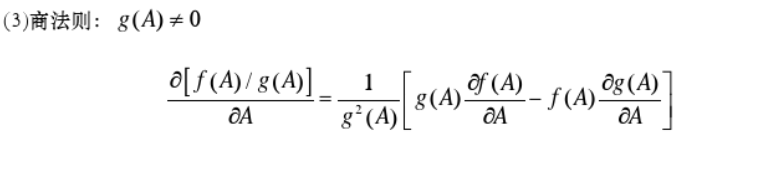 (3)商法则：g(A) ≠ 0
∂[f(A)/g(A)]/∂A = 1/g²(A) [g(A) ∂f(A)/∂A − f(A) ∂g(A)/∂A]